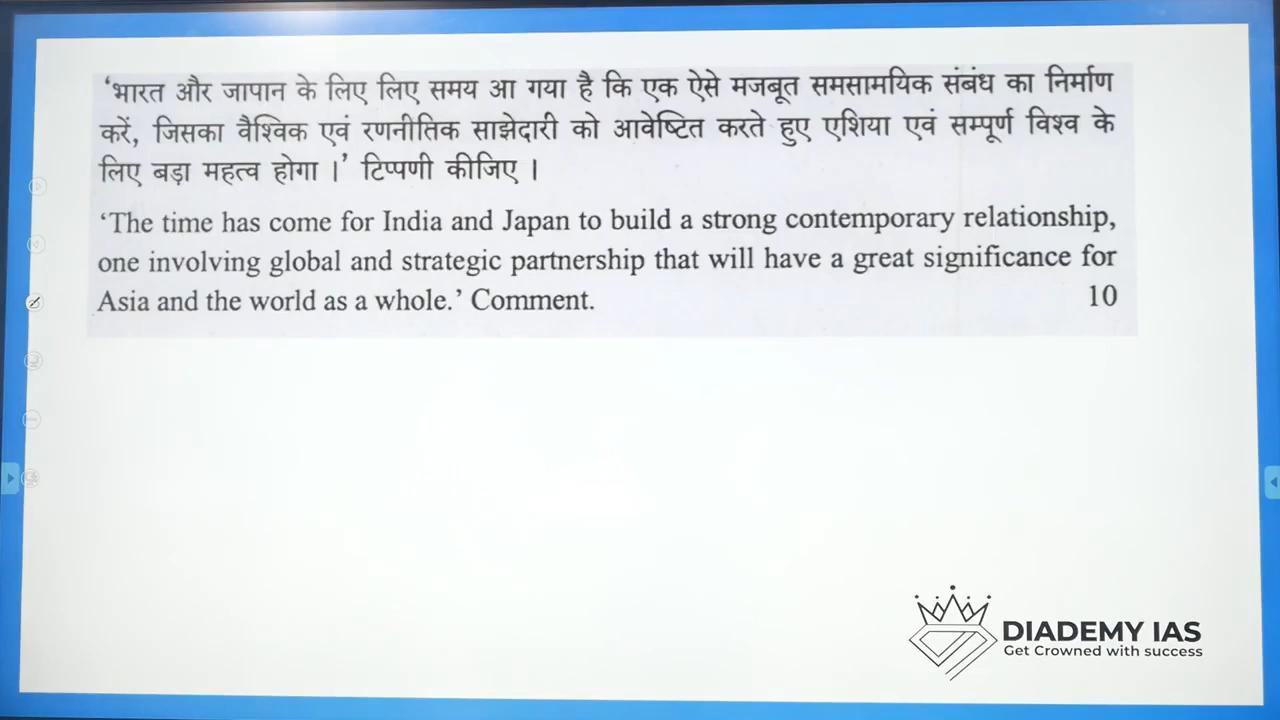 ‘भारत और जापान के लिए लिए समय आ गया है कि एक ऐसे मजबूत समसामयिक संबंध का निर्माण
करें, जिसका वैश्विक एवं रणनीतिक साझेदारी को आवेष्टित करते हुए एशिया एवं सम्पूर्ण विश्व के
लिए बड़ा महत्व होगा ।’ टिप्पणी कीजिए ।
‘The time has come for India and Japan to build a strong contemporary relationship,
one involving global and strategic partnership that will have a great significance for
Asia and the world as a whole.’ Comment. 10
DIADEMY IAS
Get Crowned with success